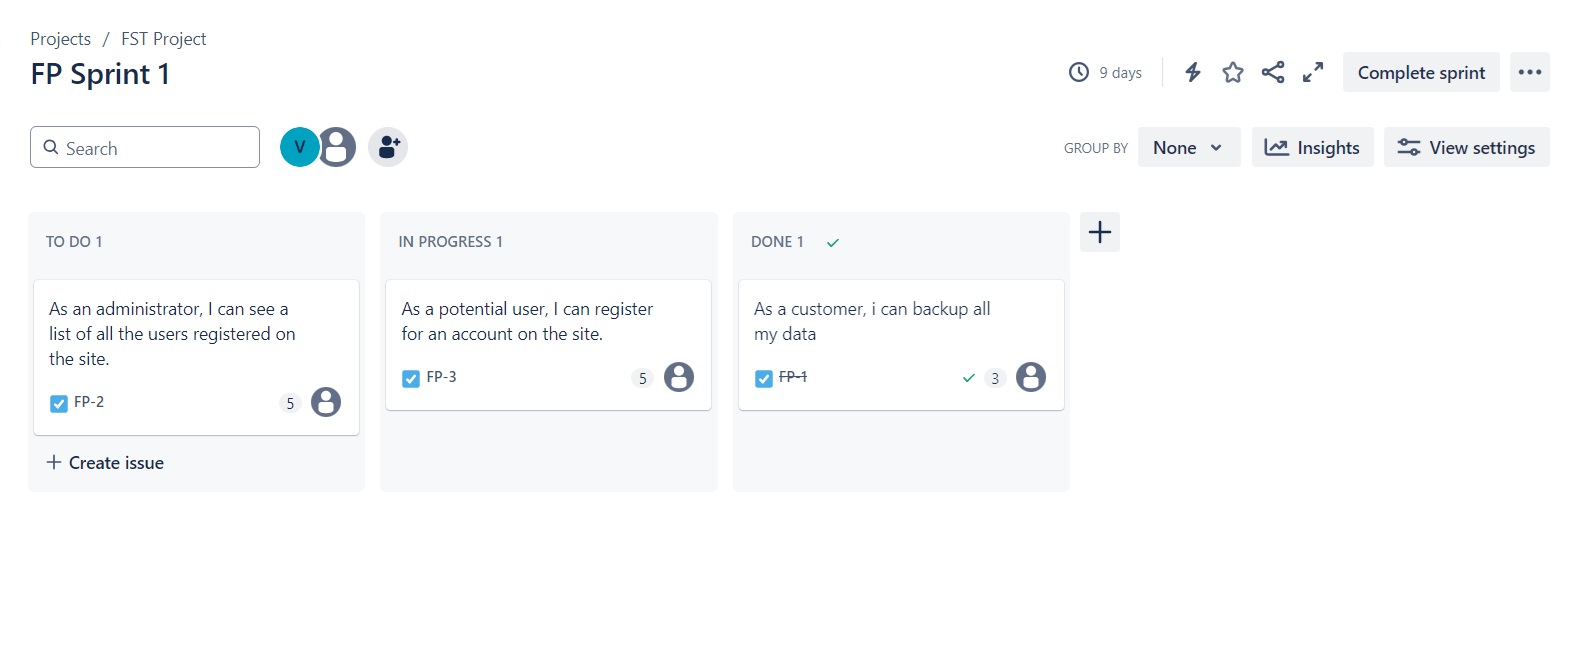 Projects / FST Project
FP Sprint 1
9 days
Complete sprint
Search
V
GROUP BY
None
Insights
View settings
TO DO 1
As an administrator, I can see a
list of all the users registered on
the site.
FP-2
5
Create issue
IN PROGRESS 1
As a potential user, I can register
for an account on the site.
FP-3
5
DONE 1
As a customer, i can backup all
my data
FP-1
3